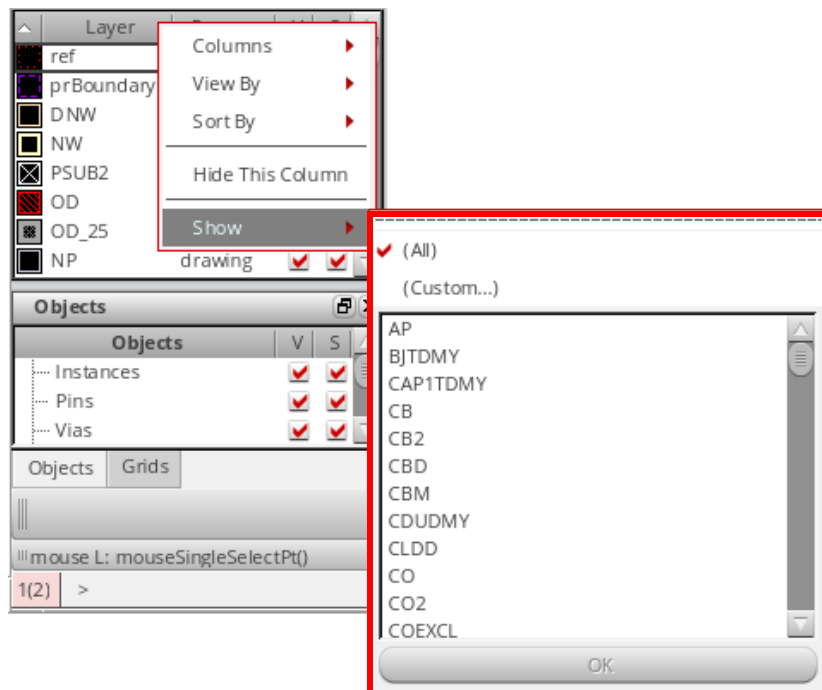 Layer
ref
prBoundary
DNW
NW
PSUB2
OD
OD_25
NP drawing
Columns
View By
Sort By
Hide This Column
Show
(All)
(Custom...)
AP
BJTDMY
CAP1TDMY
CB
CB2
CBD
CBM
CDUDMY
CLDD
CO
CO2
COEXCL
OK
Objects
Objects V S
Instances
Pins
Vias
Objects Grids
mouse L: mouseSingleSelectPt()
1(2) >